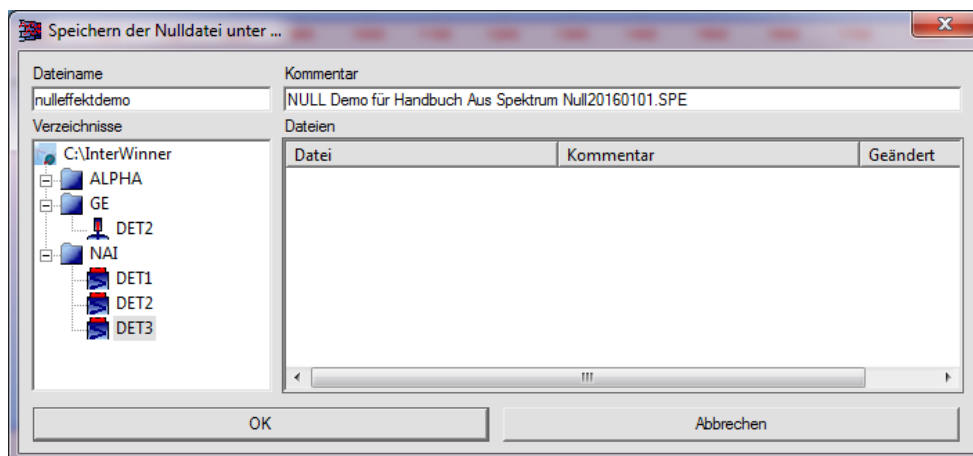 Speichern der Nulldatei unter ...
Dateiname
Kommentar
nulleffektdemo
NULL Demo für Handbuch Aus Spektrum Null20160101.SPE
Verzeichnisse
Dateien
C:\InterWinner
ALPHA
GE
DET2
NAI
DET1
DET2
DET3
Datei Kommentar Geändert
OK
Abbrechen